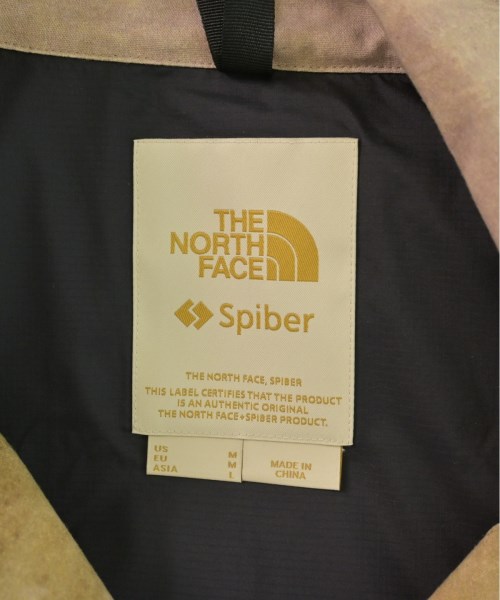 THE
NORTH
FACE
Spiber
THE NORTH FACE, SPIBER
THIS LABEL CERTIFIES THAT THE PRODUCT
IS AN AUTHENTIC ORIGINAL
THE NORTH FACE+SPIBER PRODUCT.
US M
EU M
ASIA L
MADE IN
CHINA